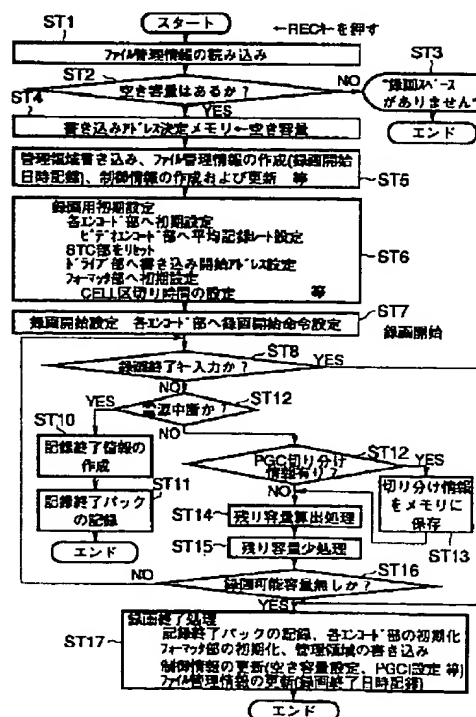 ST1
スタート
←RECキーを押す
ファイル管理情報の読み込み
ST2
ST3
空き容量はあるか？
NO
"録画スペース
がありません"
エンド
ST4
YES
書き込みアドレス決定メモリ←空き容量
管理領域書き込み、ファイル管理情報の作成(録画開始
日時記録)、制御情報の作成および更新 等
ST5
録画用初期設定
各エンコード部へ初期設定
ビデオエンコード部へ平均記録レート設定
STC部をリセット
ドライブ部へ書き込み開始アドレス設定
フォーマッタ部へ初期設定
CELL区切り時間の設定 等
ST6
ST7
録画開始設定 各エンコード部へ録画開始命令設定
録画開始
ST8
録画終了キー入力か？
YES
NO
ST12
YES
電源中断か？
ST10
NO
記録終了情報の
作成
ST12
PGC切り分け
情報有り？
YES
NO
ST11
記録終了パック
の記録
切り分け情報
をメモリに
保存
ST13
ST14
残り容量算出処理
エンド
ST15
残り容量少処理
ST16
NO
録画可能容量無しか？
YES
ST17
録画終了処理
記録終了パックの記録、各エンコード部の初期化
フォーマッタ部の初期化、管理領域の書き込み
制御情報の更新(空き容量設定、PGCI設定 等)
ファイル管理情報の更新(録画終了日時記録)
エンド